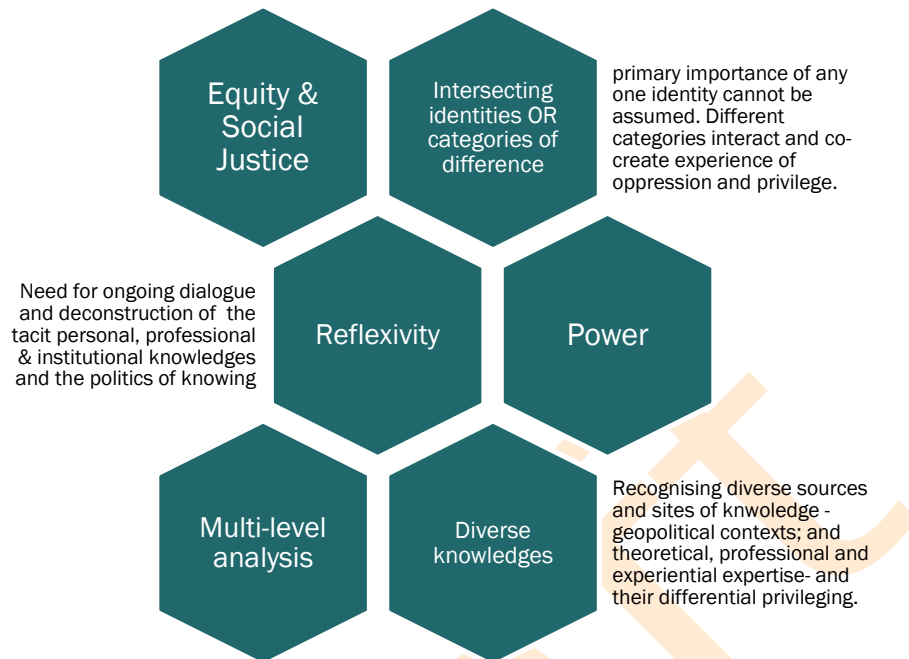 Equity &
Social
Justice
Intersecting
identities OR
categories of
difference
primary importance of any
one identity cannot be
assumed. Different
categories interact and co-
create experience of
oppression and privilege.
Need for ongoing dialogue
and deconstruction of the
tacit personal, professional
& institutional knowledges
and the politics of knowing
Reflexivity
Power
Multi-level
analysis
Diverse
knowledges
Recognising diverse sources
and sites of knwoledge -
geopolitical contexts; and
theoretical, professional and
experiential expertise- and
their differential privileging.